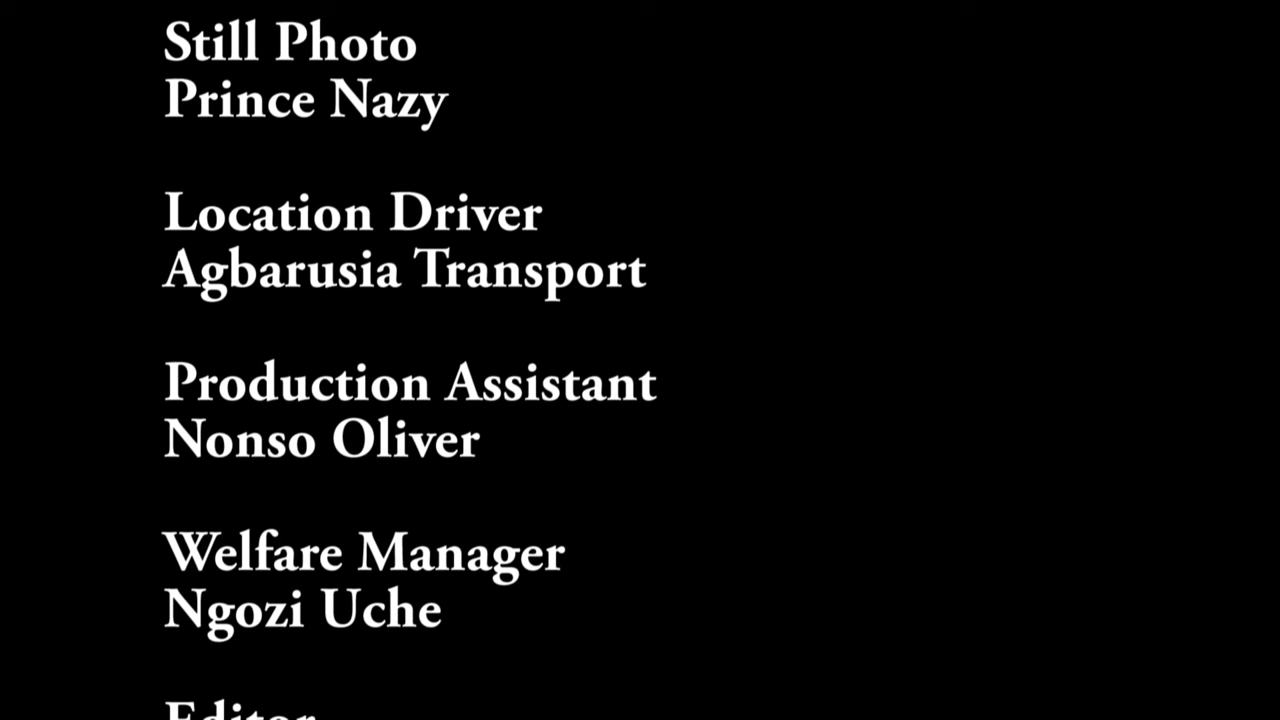 Still Photo
Prince Nazy
Location Driver
Agbarusia Transport
Production Assistant
Nonso Oliver
Welfare Manager
Ngozi Uche
Editor